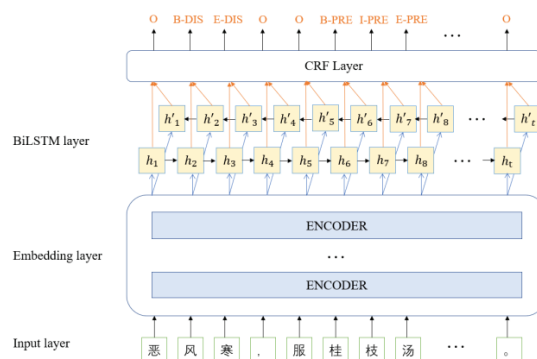 O B-DIS E-DIS O O B-PRE I-PRE E-PRE ... O
CRF Layer
h'₁ h'₂ h'₃ h'₄ h'₅ h'₆ h'₇ h'₈ ... h'ₜ
BiLSTM layer
h₁ h₂ h₃ h₄ h₅ h₆ h₇ h₈ ... hₜ
ENCODER
...
Embedding layer
ENCODER
Input layer 恶 风 寒 , 服 桂 枝 汤 ... 。